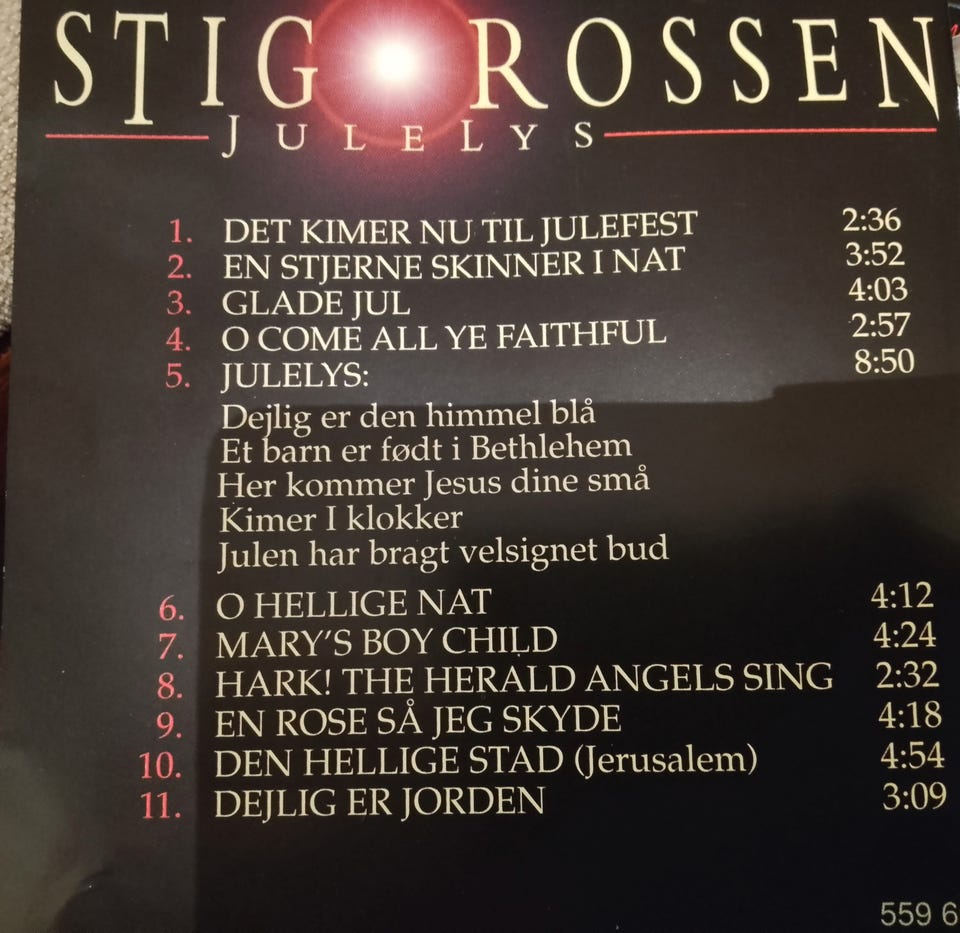 STIG ROSSEN
JULELYS
1. DET KIMER NU TIL JULEFEST 2:36
2. EN STJERNE SKINNER I NAT 3:52
3. GLADE JUL 4:03
4. O COME ALL YE FAITHFUL 2:57
5. JULELYS: 8:50
Dejlig er den himmel blå
Et barn er født i Bethlehem
Her kommer Jesus dine små
Kimer I klokker
Julen har bragt velsignet bud
6. O HELLIGE NAT 4:12
7. MARY'S BOY CHILD 4:24
8. HARK! THE HERALD ANGELS SING 2:32
9. EN ROSE SÅ JEG SKYDE 4:18
10. DEN HELLIGE STAD (Jerusalem) 4:54
11. DEJLIG ER JORDEN 3:09
559 6